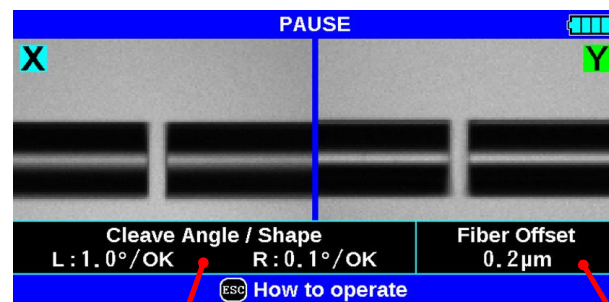 PAUSE
X
Y
Cleave Angle / Shape
L:1.0°/OK R:0.1°/OK
Fiber Offset
0.2µm
ESC How to operate